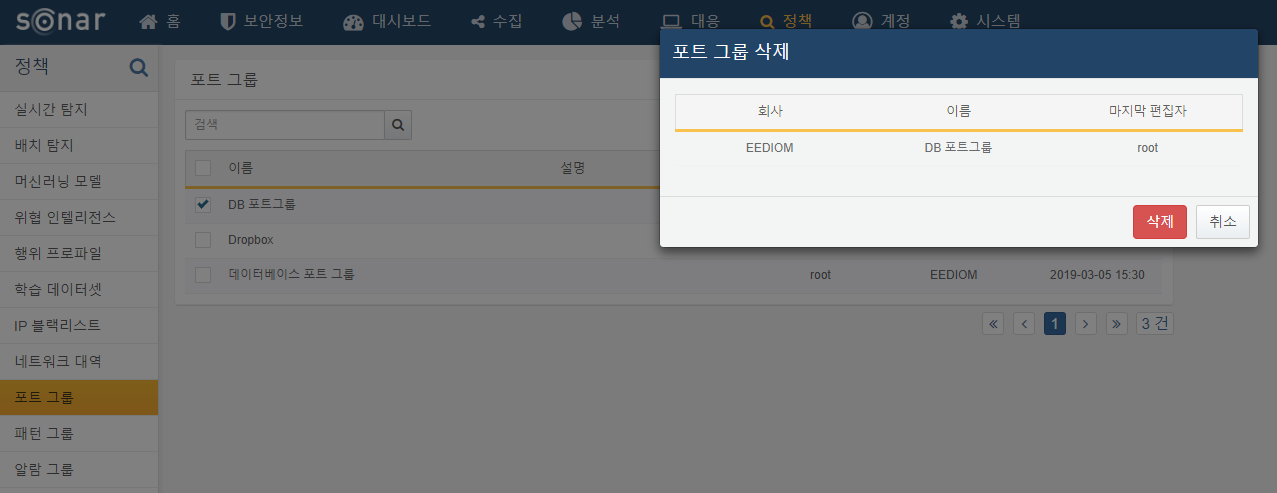 sonar 홈 보안정보 대시보드 수집 분석 대응 정책 계정 시스템
포트 그룹 삭제
회사 이름 마지막 편집자
EEDIOM DB 포트그룹 root
삭제 취소
정책
실시간 탐지
배치 탐지
머신러닝 모델
위협 인텔리전스
행위 프로파일
학습 데이터셋
IP 블랙리스트
네트워크 대역
포트 그룹
패턴 그룹
알람 그룹
포트 그룹
검색
이름 설명
DB 포트그룹
Dropbox
데이터베이스 포트 그룹 root EEDIOM 2019-03-05 15:30
« ‹ 1 › » 3 건